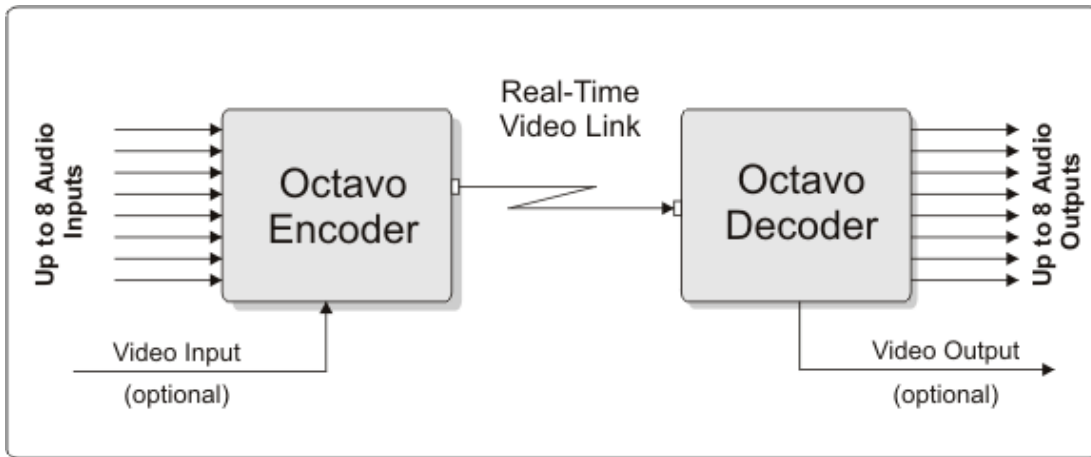 Up to 8 Audio
Inputs
Octavo
Encoder
Video Input
(optional)
Real-Time
Video Link
Octavo
Decoder
Up to 8 Audio
Outputs
Video Output
(optional)